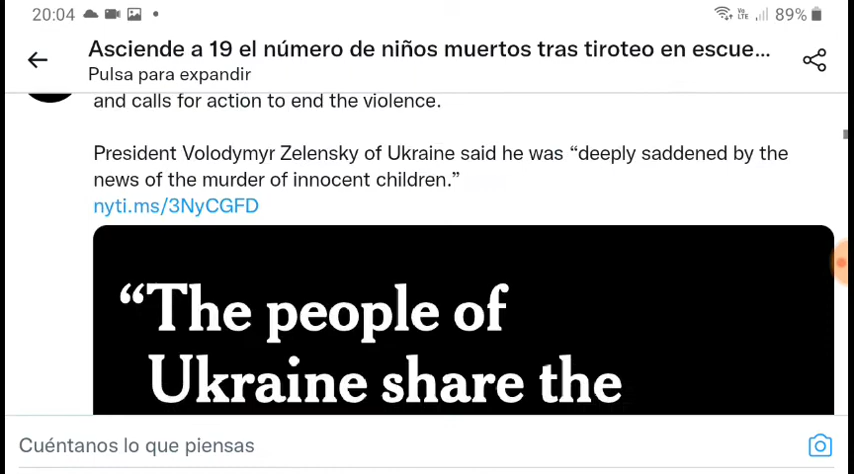 20:04
89%
Asciende a 19 el número de niños muertos tras tiroteo en escue...
Pulsa para expandir
and calls for action to end the violence.
President Volodymyr Zelensky of Ukraine said he was “deeply saddened by the
news of the murder of innocent children.”
nyti.ms/3NyCGFD
“The people of
Ukraine share the
Cuéntanos lo que piensas